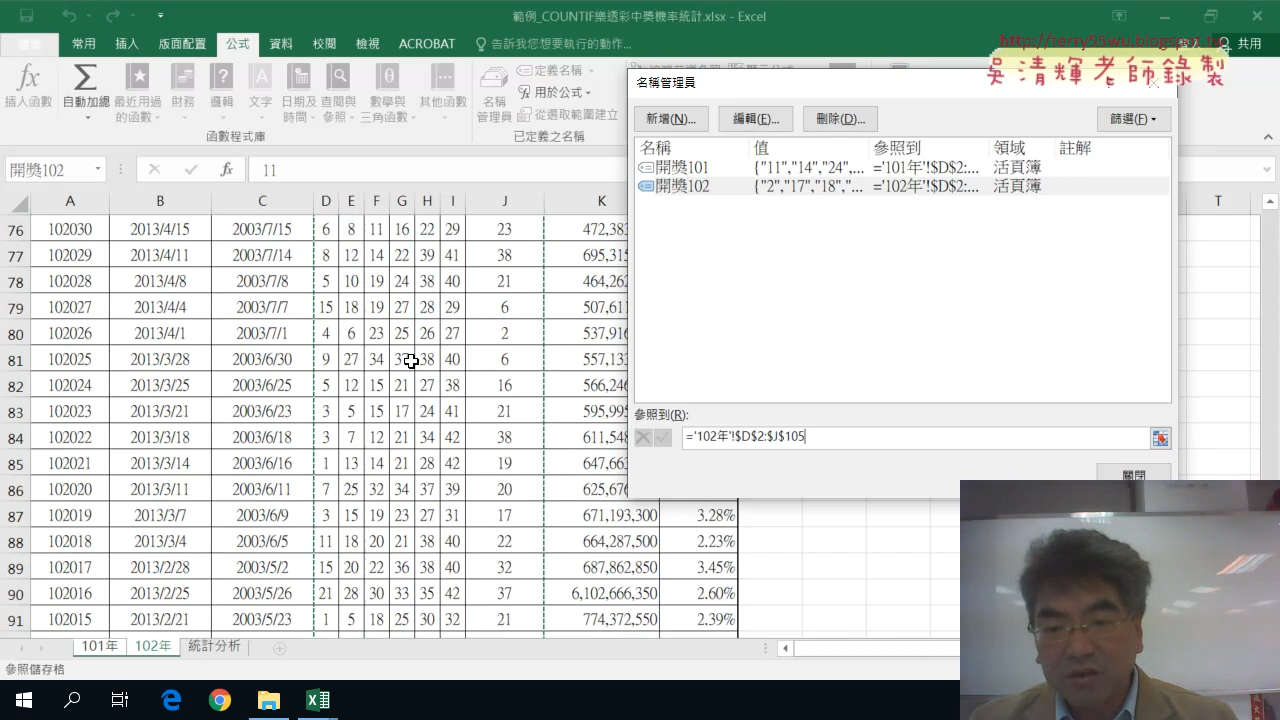 範例_COUNTIF樂透彩中獎機率統計.xlsx - Excel
http://terry55wu.blogspot.tw
吳清輝老師錄製
常用 插入 版面配置 公式 資料 校閱 檢視 ACROBAT 告訴我您想要執行的動作... 共用
插入函數 自動加總 最近用過的函數 財務 邏輯 文字 日期及時間 查閱與參照 數學與三角函數 其他函數 名稱管理員
定義名稱
用於公式
從選取範圍建立
函數程式庫 已定義之名稱
開獎102 fx 11
名稱管理員
新增(N)... 編輯(E)... 刪除(D)... 篩選(F)
名稱 值 參照到 領域 註解
開獎101 {"11","14","24",... ='101年'!$D$2:... 活頁簿
開獎102 {"2","17","18","... ='102年'!$D$2:... 活頁簿
參照到(R):
='102年'!$D$2:$J$105
關閉
A B C D E F G H I J K T
76 102030 2013/4/15 2003/7/15 6 8 11 16 22 29 23 472,383
77 102029 2013/4/11 2003/7/14 8 12 14 22 39 41 38 695,315
78 102028 2013/4/8 2003/7/8 5 10 19 24 38 40 21 464,262
79 102027 2013/4/4 2003/7/7 15 18 19 27 28 29 6 507,611
80 102026 2013/4/1 2003/7/1 4 6 23 25 26 27 2 537,916
81 102025 2013/3/28 2003/6/30 9 27 34 38 40 6 557,133
82 102024 2013/3/25 2003/6/25 5 12 15 21 27 38 16 566,246
83 102023 2013/3/21 2003/6/23 3 5 15 17 24 41 21 595,995
84 102022 2013/3/18 2003/6/18 3 7 12 21 34 42 38 611,548
85 102021 2013/3/14 2003/6/16 1 13 14 21 28 42 19 647,663
86 102020 2013/3/11 2003/6/11 7 25 32 34 37 39 20 625,676
87 102019 2013/3/7 2003/6/9 3 15 19 23 27 31 17 671,193,300 3.28%
88 102018 2013/3/4 2003/6/5 11 18 20 21 38 40 22 664,287,500 2.23%
89 102017 2013/2/28 2003/5/2 15 20 22 36 38 40 32 687,862,850 3.45%
90 102016 2013/2/25 2003/5/26 21 28 30 33 35 42 37 6,102,666,350 2.60%
91 102015 2013/2/22 2003/5/23 1 5 18 25 30 32 21 774,372,550 2.39%
101年 102年 統計分析
參照儲存格